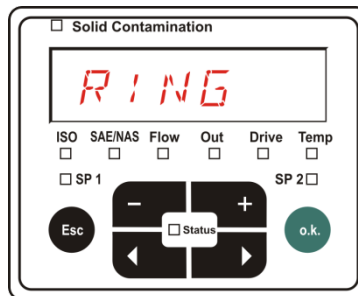 Solid Contamination
RING
ISO SAE/NAS Flow Out Drive Temp
SP 1 SP 2
- +
Esc Status o.k.